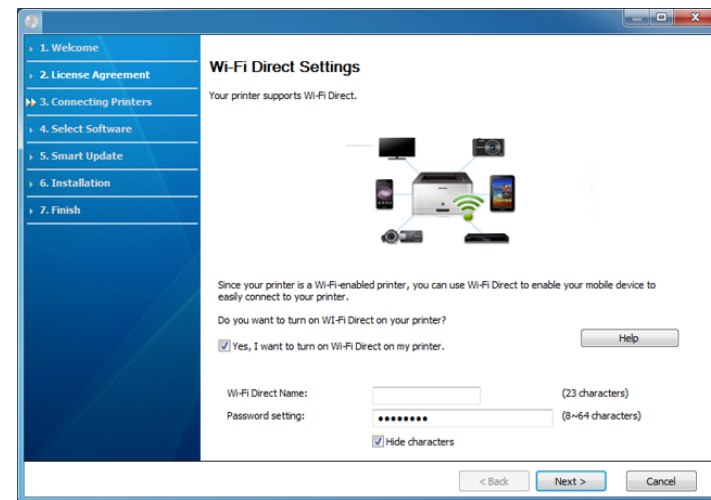 1. Welcome
2. License Agreement
3. Connecting Printers
4. Select Software
5. Smart Update
6. Installation
7. Finish
Wi-Fi Direct Settings
Your printer supports Wi-Fi Direct.
Since your printer is a Wi-Fi-enabled printer, you can use Wi-Fi Direct to enable your mobile device to
easily connect to your printer.
Do you want to turn on WI-Fi Direct on your printer?
Yes, I want to turn on Wi-Fi Direct on my printer.
Help
Wi-Fi Direct Name: (23 characters)
Password setting: •••••••• (8~64 characters)
Hide characters
< Back Next > Cancel